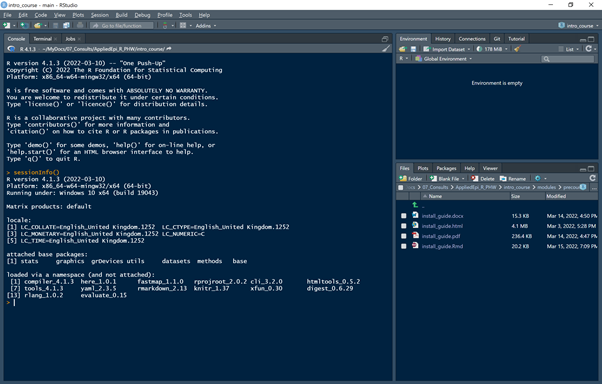 intro_course - main - RStudio
File Edit Code View Plots Session Build Debug Profile Tools Help
Go to file/function
Addins
intro_course
Console Terminal Jobs
R 4.1.3 · ~/MyDocs/07_Consults/AppliedEpi_R_PHW/intro_course/
R version 4.1.3 (2022-03-10) -- "One Push-Up"
Copyright (C) 2022 The R Foundation for Statistical Computing
Platform: x86_64-w64-mingw32/x64 (64-bit)
R is free software and comes with ABSOLUTELY NO WARRANTY.
You are welcome to redistribute it under certain conditions.
Type 'license()' or 'licence()' for distribution details.
R is a collaborative project with many contributors.
Type 'contributors()' for more information and
'citation()' on how to cite R or R packages in publications.
Type 'demo()' for some demos, 'help()' for on-line help, or
'help.start()' for an HTML browser interface to help.
Type 'q()' to quit R.
> sessionInfo()
R version 4.1.3 (2022-03-10)
Platform: x86_64-w64-mingw32/x64 (64-bit)
Running under: Windows 10 x64 (build 19043)
Matrix products: default
locale:
[1] LC_COLLATE=English_United Kingdom.1252 LC_CTYPE=English_United Kingdom.1252
[3] LC_MONETARY=English_United Kingdom.1252 LC_NUMERIC=C
[5] LC_TIME=English_United Kingdom.1252
attached base packages:
[1] stats graphics grDevices utils datasets methods base
loaded via a namespace (and not attached):
[1] compiler_4.1.3 here_1.0.1 fastmap_1.1.0 rprojroot_2.0.2 cli_3.2.0 htmltools_0.5.2
[7] tools_4.1.3 yaml_2.3.5 rmarkdown_2.13 knitr_1.37 xfun_0.30 digest_0.6.29
[13] rlang_1.0.2 evaluate_0.15
>
Environment History Connections Git Tutorial
Import Dataset 178 MiB List
R Global Environment
Environment is empty
Files Plots Packages Help Viewer
Folder Blank File Delete Rename
07_Consults AppliedEpi_R_PHW intro_course modules
Name Size Modified
..
install_guide.docx 15.3 KB Mar 14, 2022, 4:50 PM
install_guide.html 4.1 MB Mar 3, 2022, 5:28 PM
install_guide.pdf 236.4 KB Mar 14, 2022, 4:47 PM
install_guide.Rmd 20.2 KB Mar 15, 2022, 7:09 PM